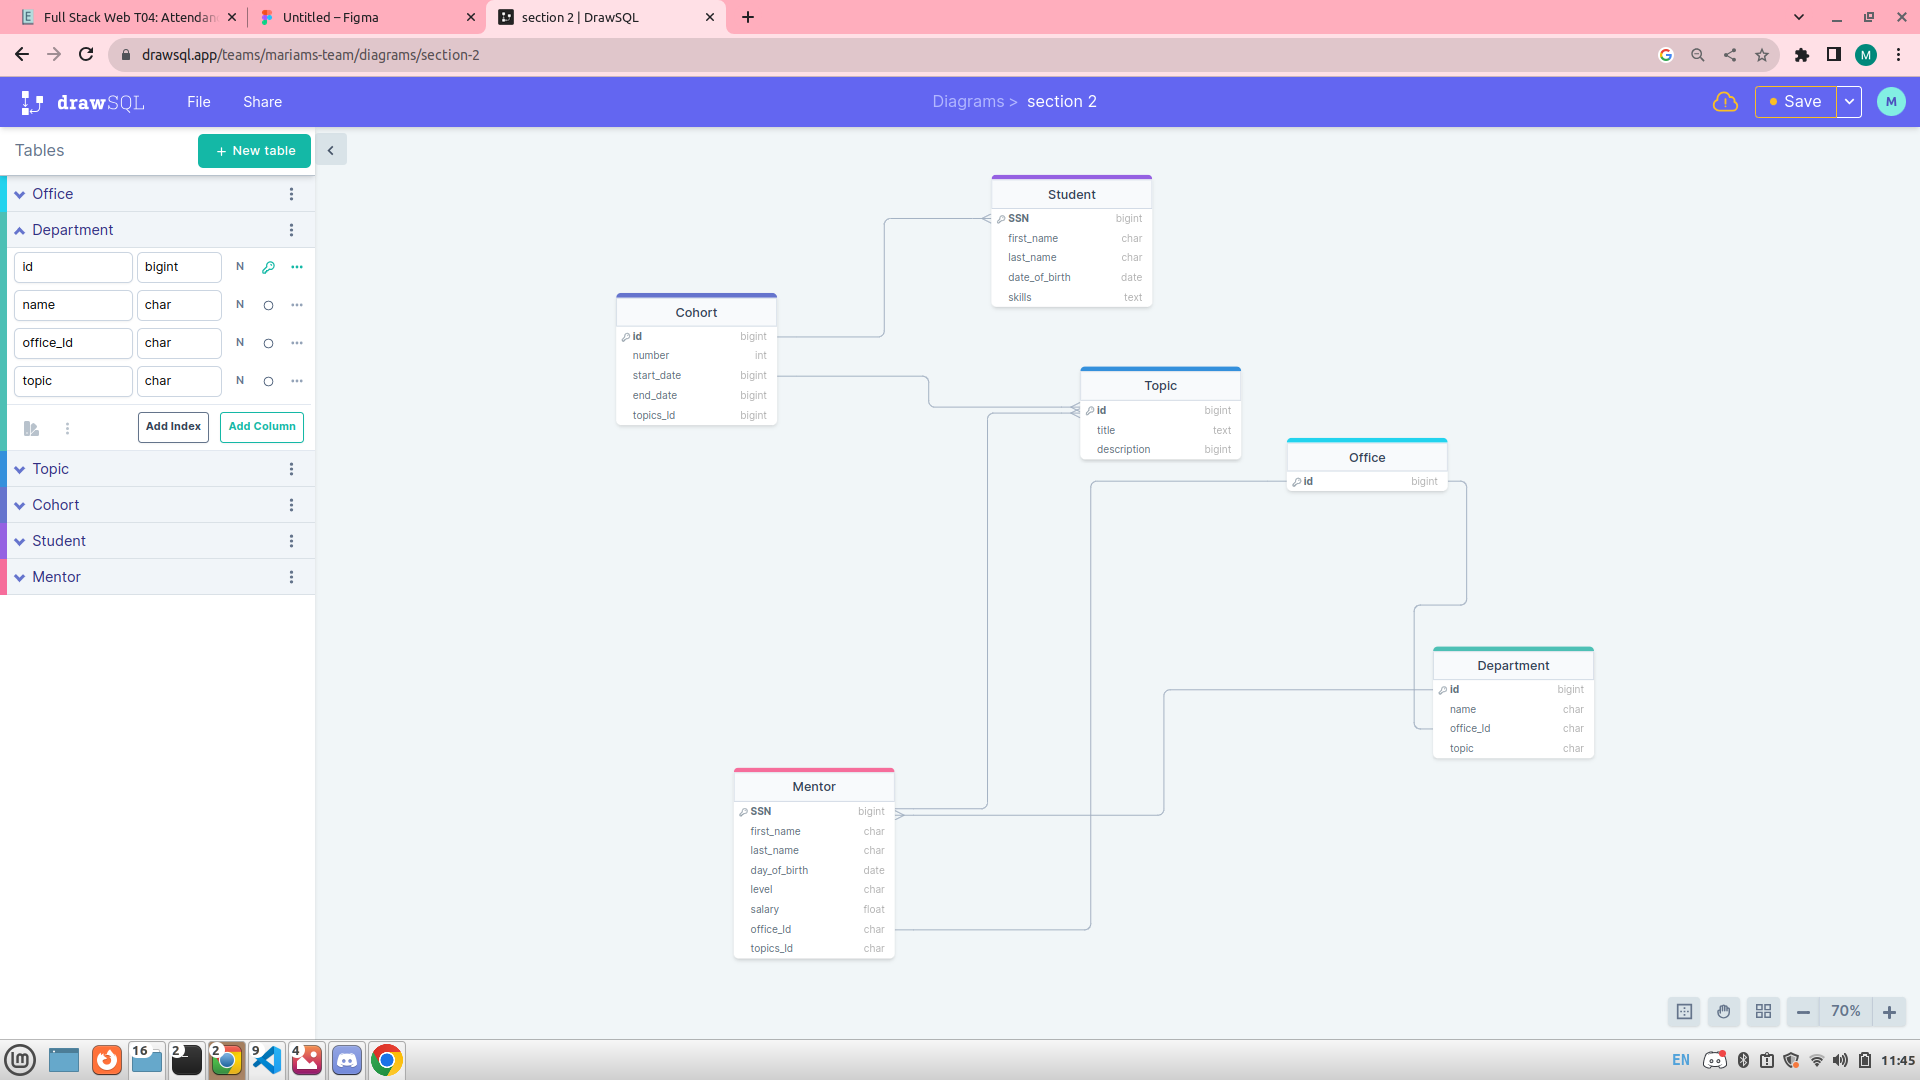 Full Stack Web T04: Attendan
Untitled – Figma
section 2 | DrawSQL
drawsql.app/teams/mariams-team/diagrams/section-2
M
drawSQL
File
Share
Diagrams > section 2
Save
M
Tables
+ New table
Office
Department
id
bigint
N
name
char
N
office_Id
char
N
topic
char
N
Add Index
Add Column
Topic
Cohort
Student
Mentor
Student
SSN bigint
first_name char
last_name char
date_of_birth date
skills text
Cohort
id bigint
number int
start_date bigint
end_date bigint
topics_Id bigint
Topic
id bigint
title text
description bigint
Office
id bigint
Department
id bigint
name char
office_Id char
topic char
Mentor
SSN bigint
first_name char
last_name char
day_of_birth date
level char
salary float
office_Id char
topics_Id char
70%
16
2
2
9
4
EN
11:45